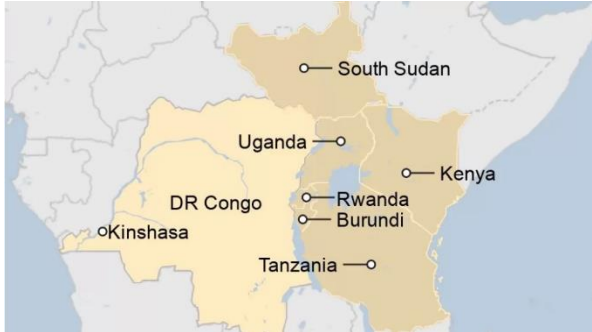 South Sudan
Uganda
Kenya
DR Congo
Rwanda
Kinshasa
Burundi
Tanzania